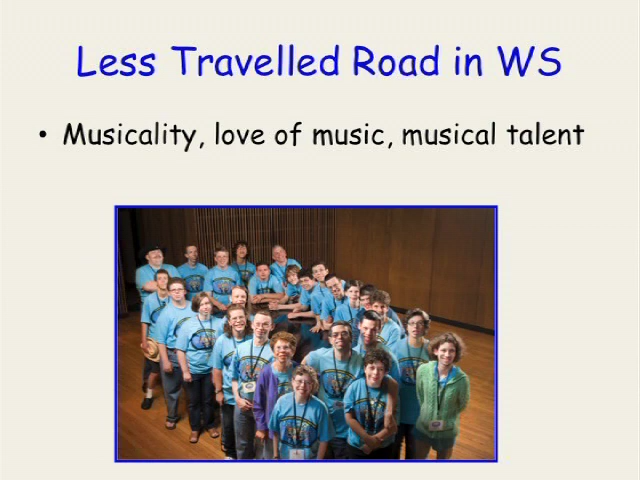 Less Travelled Road in WS
• Musicality, love of music, musical talent